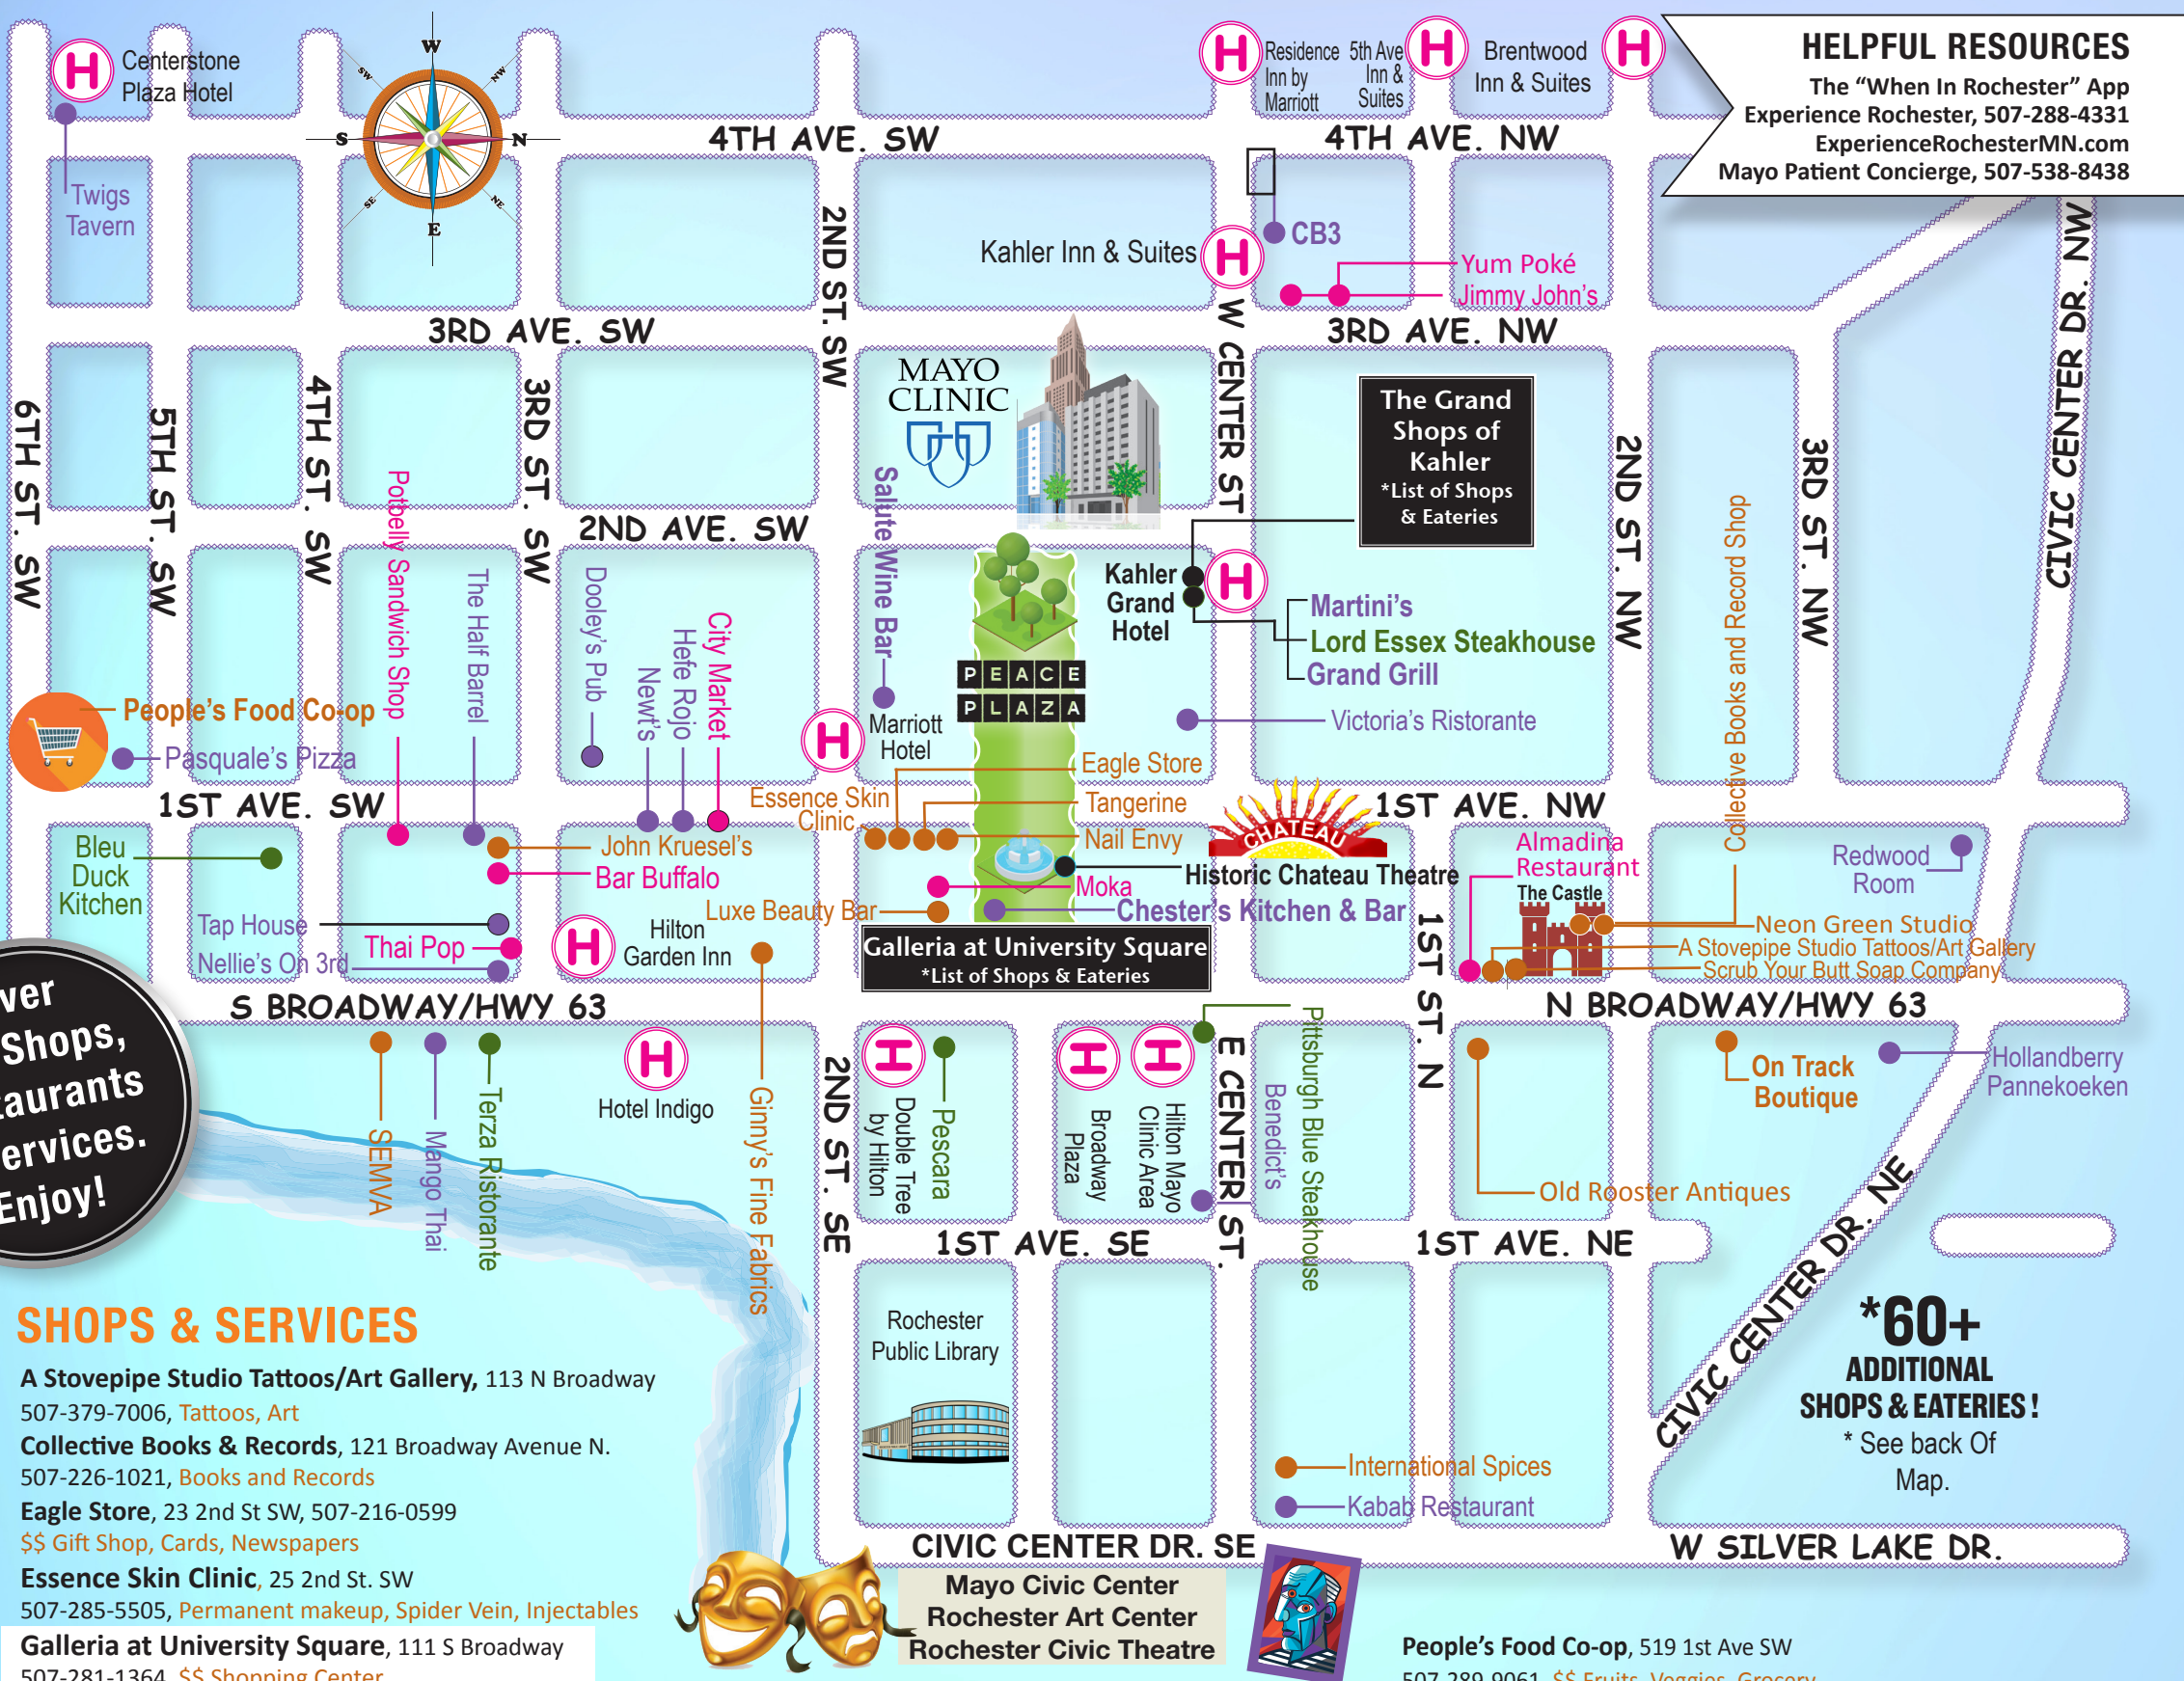 Centerstone
Plaza Hotel
Twigs
Tavern
W
NW
N
NE
E
SE
S
SW
Residence
Inn by
Marriott
5th Ave
Inn &
Suites
Brentwood
Inn & Suites
H
H
H
H
HELPFUL RESOURCES
The “When In Rochester” App
Experience Rochester, 507-288-4331
ExperienceRochesterMN.com
Mayo Patient Concierge, 507-538-8438
4TH AVE. SW
4TH AVE. NW
Kahler Inn & Suites
H
CB3
Yum Poké
Jimmy John’s
3RD AVE. SW
3RD AVE. NW
2ND ST. SW
W CENTER ST
CIVIC CENTER DR. NW
MAYO
CLINIC
The Grand
Shops of
Kahler
*List of Shops
& Eateries
6TH ST. SW
5TH ST. SW
4TH ST. SW
3RD ST. SW
2ND ST. NW
3RD ST. NW
2ND AVE. SW
Potbelly Sandwich Shop
The Half Barrel
Dooley’s Pub
Newt’s
Hefe Rojo
City Market
Salute Wine Bar
Kahler
Grand
Hotel
H
Martini’s
Lord Essex Steakhouse
Grand Grill
PEACE
PLAZA
Victoria’s Ristorante
Collective Books and Record Shop
People’s Food Co-op
Pasquale’s Pizza
H
Marriott
Hotel
Eagle Store
Essence Skin
Clinic
Tangerine
Nail Envy
1ST AVE. SW
1ST AVE. NW
CHATEAU
Historic Chateau Theatre
Moka
Luxe Beauty Bar
Chester’s Kitchen & Bar
Galleria at University Square
*List of Shops & Eateries
Bleu
Duck
Kitchen
John Kruesel’s
Bar Buffalo
Tap House
Thai Pop
Nellie’s On 3rd
H
Hilton
Garden Inn
Almadina
Restaurant
The Castle
Redwood
Room
Neon Green Studio
A Stovepipe Studio Tattoos/Art Gallery
Scrub Your Butt Soap Company
1ST ST. N
S BROADWAY/HWY 63
N BROADWAY/HWY 63
ver
Shops,
taurants
ervices.
Enjoy!
SEMVA
Mango Thai
Terza Ristorante
H
Hotel Indigo
Ginny’s Fine Fabrics
2ND ST. SE
H
Double Tree
by Hilton
Pescara
H
Broadway
Plaza
H
Hilton Mayo
Clinic Area
E CENTER ST.
Benedict’s
Pittsburgh Blue Steakhouse
Old Rooster Antiques
On Track
Boutique
Hollandberry
Pannekoeken
1ST AVE. SE
1ST AVE. NE
CIVIC CENTER DR. NE
Rochester
Public Library
International Spices
Kabab Restaurant
*60+
ADDITIONAL
SHOPS & EATERIES !
* See back Of
Map.
CIVIC CENTER DR. SE
W SILVER LAKE DR.
Mayo Civic Center
Rochester Art Center
Rochester Civic Theatre
SHOPS & SERVICES
A Stovepipe Studio Tattoos/Art Gallery, 113 N Broadway
507-379-7006, Tattoos, Art
Collective Books & Records, 121 Broadway Avenue N.
507-226-1021, Books and Records
Eagle Store, 23 2nd St SW, 507-216-0599
$$ Gift Shop, Cards, Newspapers
Essence Skin Clinic, 25 2nd St. SW
507-285-5505, Permanent makeup, Spider Vein, Injectables
Galleria at University Square, 111 S Broadway
507-281-1364, $$ Shopping Center
People’s Food Co-op, 519 1st Ave SW
507-289-9061, $$ Fruits, Veggies, Grocery